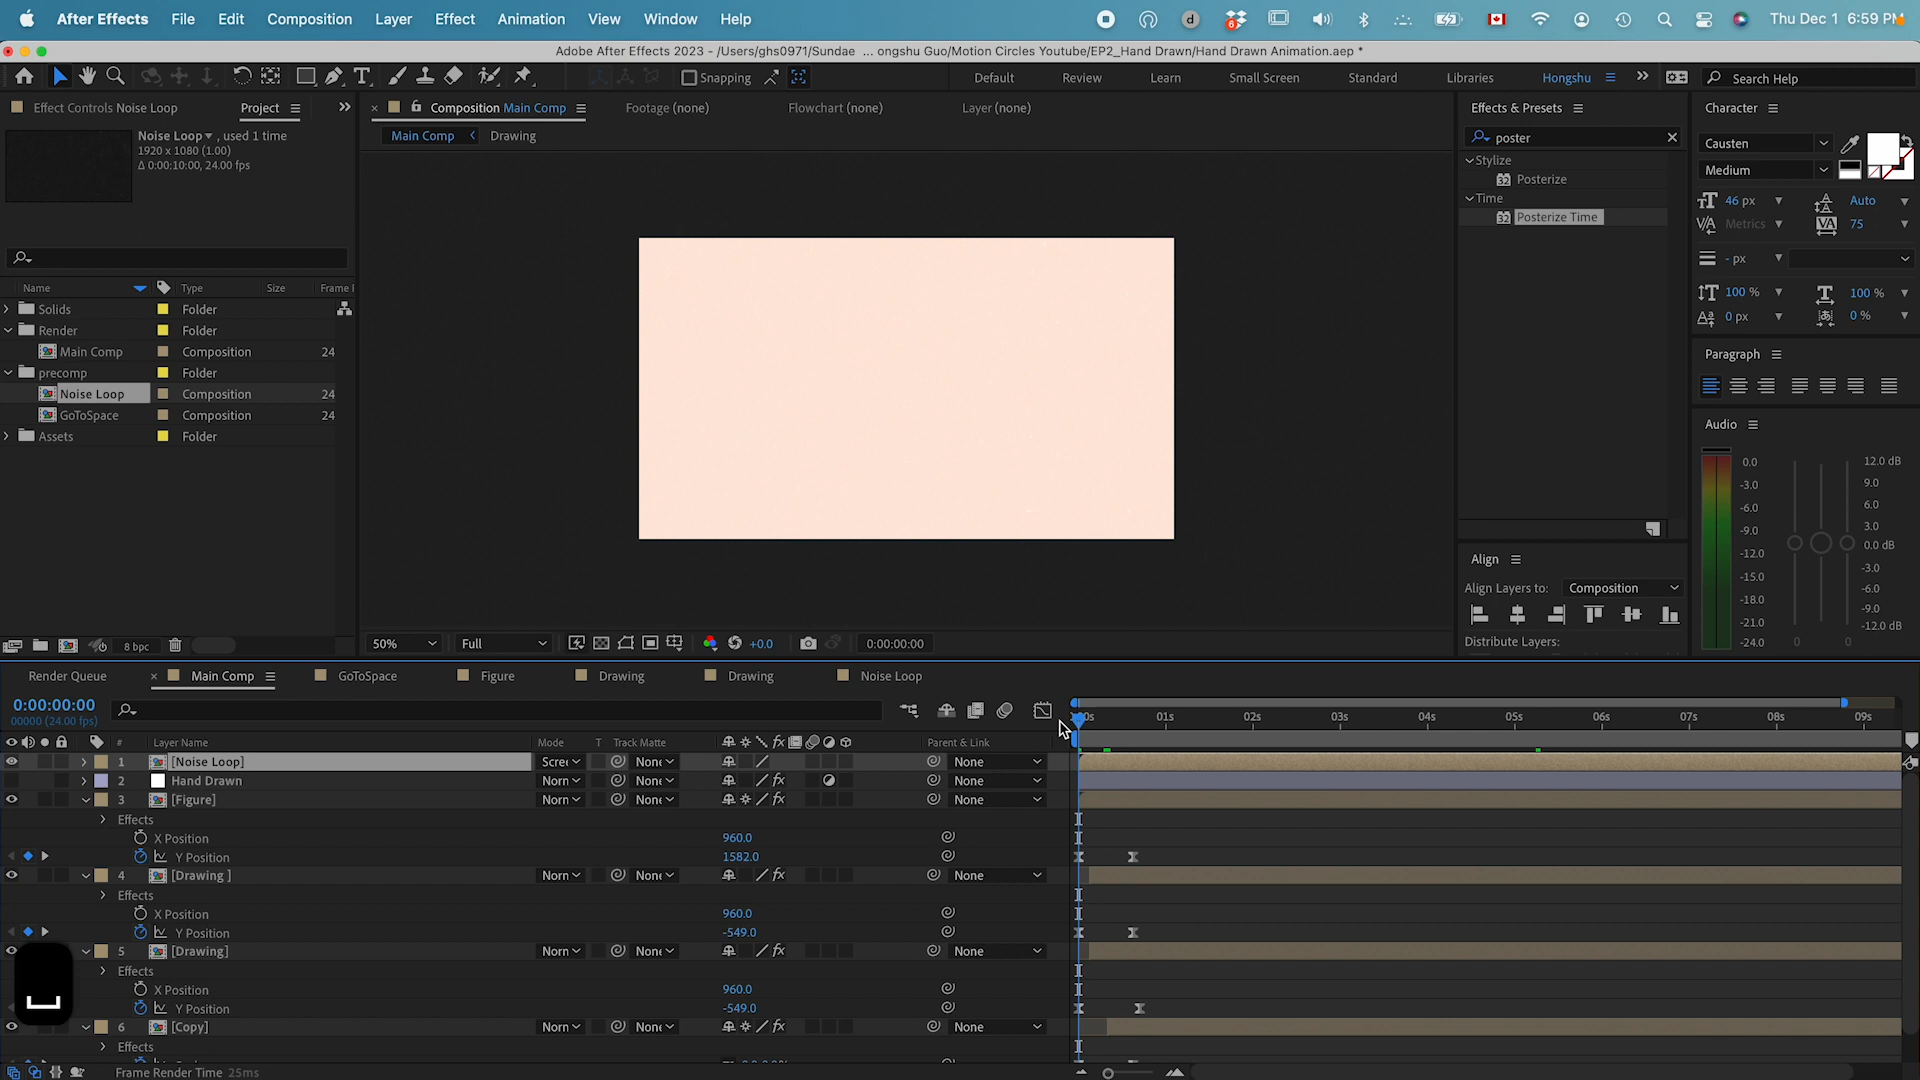 After Effects File Edit Composition Layer Effect Animation View Window Help Thu Dec 1 6:59 PM
Adobe After Effects 2023 - /Users/ghs0971/Sundae ... ongshu Guo/Motion Circles Youtube/EP2_Hand Drawn/Hand Drawn Animation.aep *
Snapping Default Review Learn Small Screen Standard Libraries Hongshu Search Help
Effect Controls Noise Loop Project Composition Main Comp Footage (none) Flowchart (none) Layer (none) Effects & Presets Character
Noise Loop , used 1 time Main Comp Drawing poster Causten
1920 x 1080 (1.00)
Δ 0:00:10:00, 24.00 fps Stylize Medium
Posterize
Time 46 px Auto
Posterize Time Metrics 75
- px
Name Type Size Frame
Solids Folder 100 % 100 %
Render Folder 0 px 0 %
Main Comp Composition 24 Paragraph
precomp Folder
Noise Loop Composition 24
GoToSpace Composition 24 Audio
Assets Folder
0.0 12.0 dB
-3.0 9.0
-6.0 6.0
-9.0 3.0
-12.0 0.0 dB
-15.0 -3.0
-18.0 -6.0
-21.0 -9.0
-24.0 0 0 -12.0 dB
Align
Align Layers to: Composition
Distribute Layers:
8 bpc 50% Full +0.0 0:00:00:00
Render Queue Main Comp GoToSpace Figure Drawing Drawing Noise Loop
0:00:00:00
00000 (24.00 fps) 01s 02s 03s 04s 05s 06s 07s 08s 09s
# Layer Name Mode T Track Matte fx Parent & Link
1 [Noise Loop] Scree None None
2 Hand Drawn Norn None fx None
3 [Figure] Norn None fx None
Effects
X Position 960.0
Y Position 1582.0
4 [Drawing ] Norn None fx None
Effects
X Position 960.0
Y Position -549.0
5 [Drawing] Norn None fx None
Effects
X Position 960.0
Y Position -549.0
6 [Copy] Norn None fx None
Effects
Frame Render Time 25ms